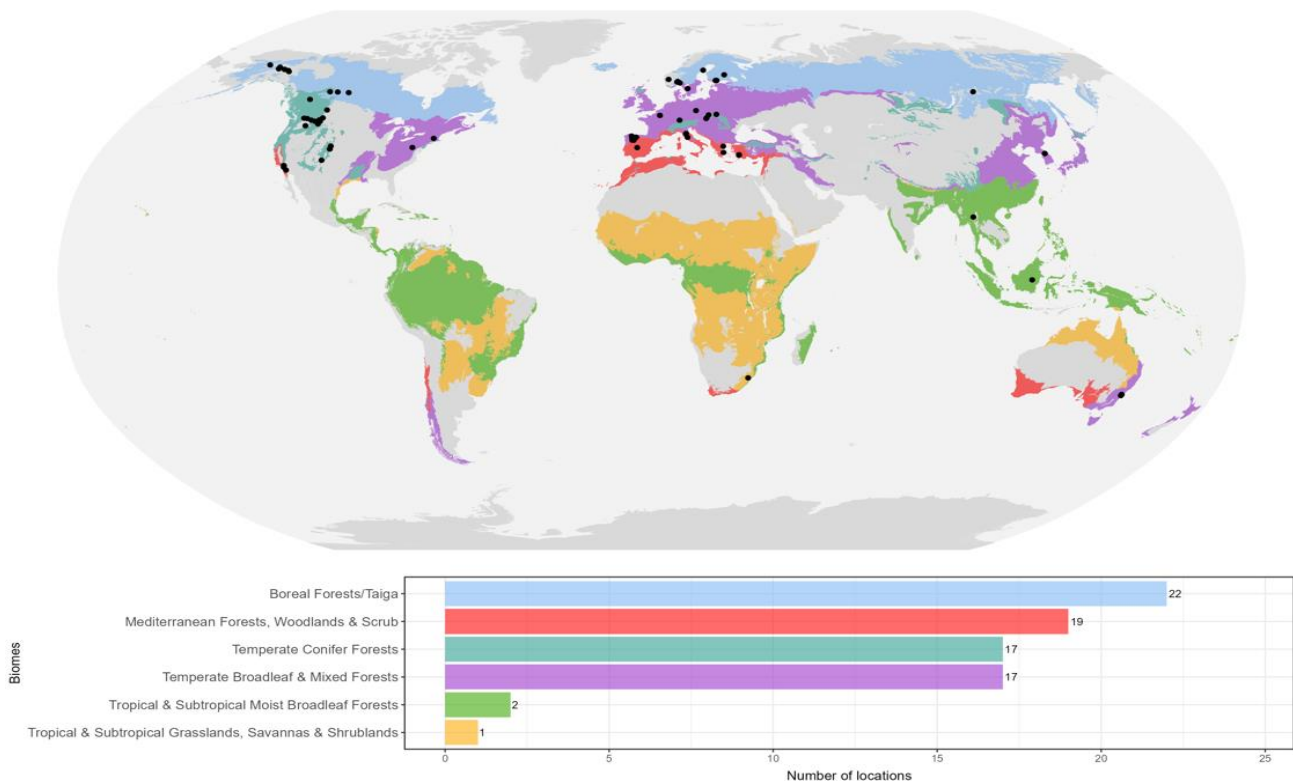 Boreal Forests/Taiga
22
Mediterranean Forests, Woodlands & Scrub
19
Temperate Conifer Forests
17
Temperate Broadleaf & Mixed Forests
17
Tropical & Subtropical Moist Broadleaf Forests
2
Tropical & Subtropical Grasslands, Savannas & Shrublands
1
Biomes
0 5 10 15 20 25
Number of locations